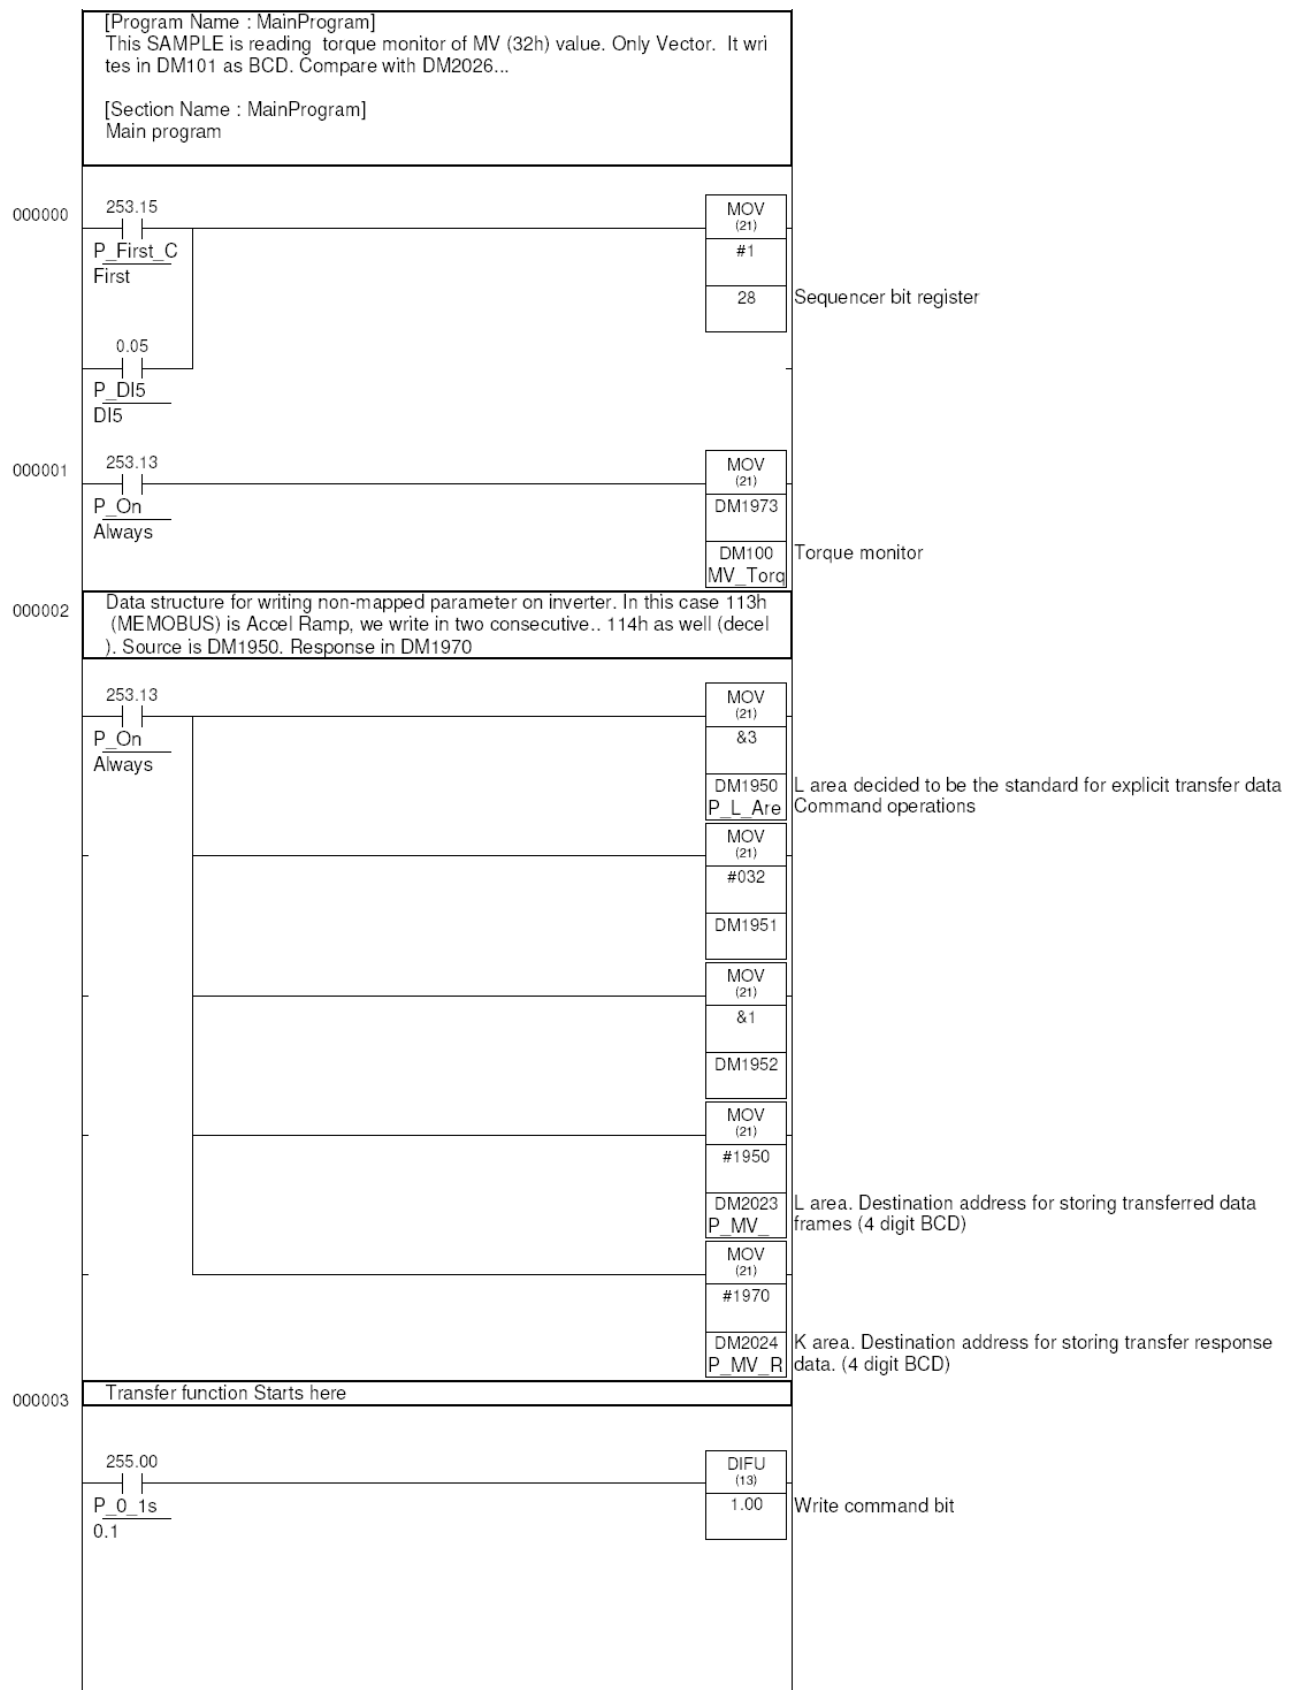 [Program Name : MainProgram]
This SAMPLE is reading  torque monitor of MV (32h) value. Only Vector.  It wri
tes in DM101 as BCD. Compare with DM2026...
[Section Name : MainProgram]
Main program
000000
253.15
P_First_C
First
MOV
(21)
#1
28
Sequencer bit register
0.05
P_DI5
DI5
000001
253.13
P_On
Always
MOV
(21)
DM1973
DM100
MV_Torq
Torque monitor
000002
Data structure for writing non-mapped parameter on inverter. In this case 113h
(MEMOBUS) is Accel Ramp, we write in two consecutive.. 114h as well (decel
). Source is DM1950. Response in DM1970
253.13
P_On
Always
MOV
(21)
&3
DM1950
P_L_Are
L area decided to be the standard for explicit transfer data
Command operations
MOV
(21)
#032
DM1951
MOV
(21)
&1
DM1952
MOV
(21)
#1950
DM2023
P_MV_
L area. Destination address for storing transferred data
frames (4 digit BCD)
MOV
(21)
#1970
DM2024
P_MV_R
K area. Destination address for storing transfer response
data. (4 digit BCD)
000003
Transfer function Starts here
255.00
P_0_1s
0.1
DIFU
(13)
1.00
Write command bit